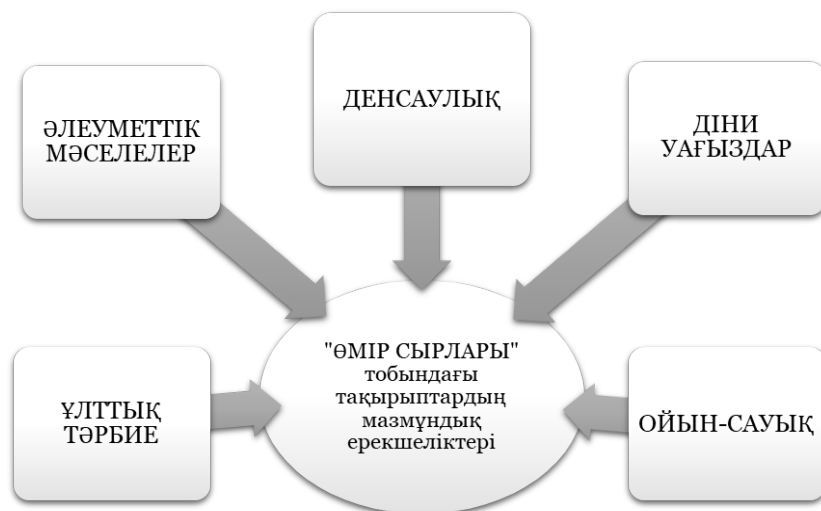 ӘЛЕУМЕТТІК
МӘСЕЛЕЛЕР
ДЕНСАУЛЫҚ
ДІНИ
УАҒЫЗДАР
ҰЛТТЫҚ
ТӘРБИЕ
"ӨМІР СЫРЛАРЫ"
тобындағы
тақырыптардың
мазмұндық
ерекшеліктері
ОЙЫН-САУЫҚ